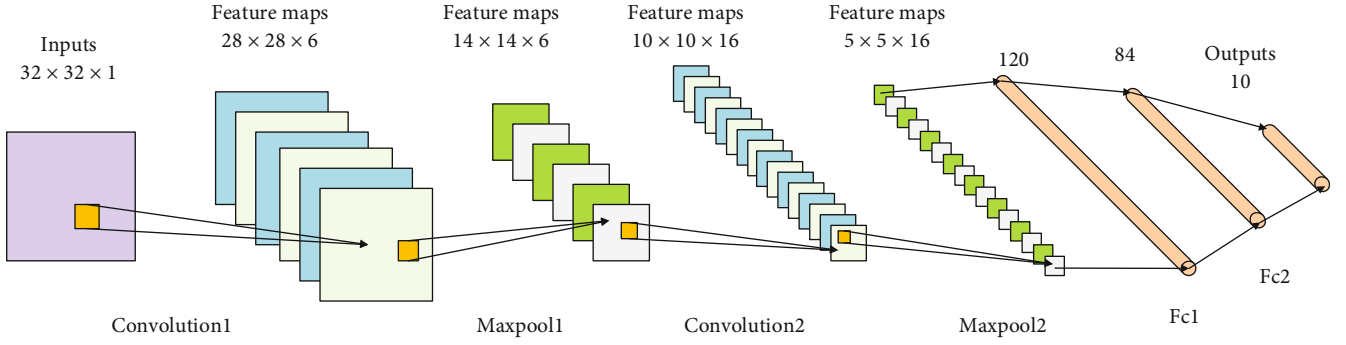 Inputs
32 × 32 × 1
Feature maps
28 × 28 × 6
Feature maps
14 × 14 × 6
Feature maps
10 × 10 × 16
Feature maps
5 × 5 × 16
120
84
Outputs
10
Convolution1
Maxpool1
Convolution2
Maxpool2
Fc1
Fc2